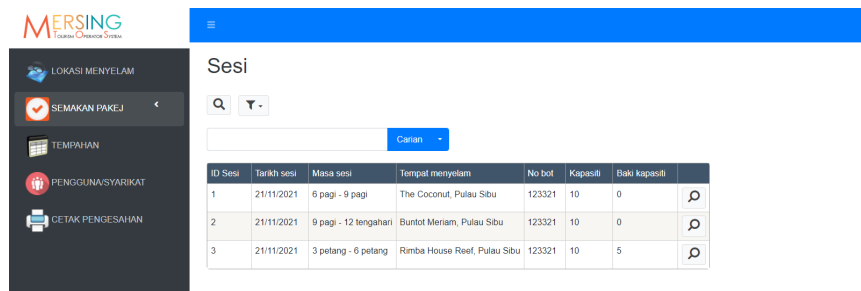 MERSING
TOURISM OPERATOR SYSTEM
LOKASI MENYELAM
SEMAKAN PAKEJ
TEMPAHAN
PENGGUNA/SYARIKAT
CETAK PENGESAHAN
Sesi
Carian
ID Sesi Tarikh sesi Masa sesi Tempat menyelam No bot Kapasiti Baki kapasiti
1 21/11/2021 6 pagi - 9 pagi The Coconut, Pulau Sibu 123321 10 0
2 21/11/2021 9 pagi - 12 tengahari Buntot Meriam, Pulau Sibu 123321 10 0
3 21/11/2021 3 petang - 6 petang Rimba House Reef, Pulau Sibu 123321 10 5